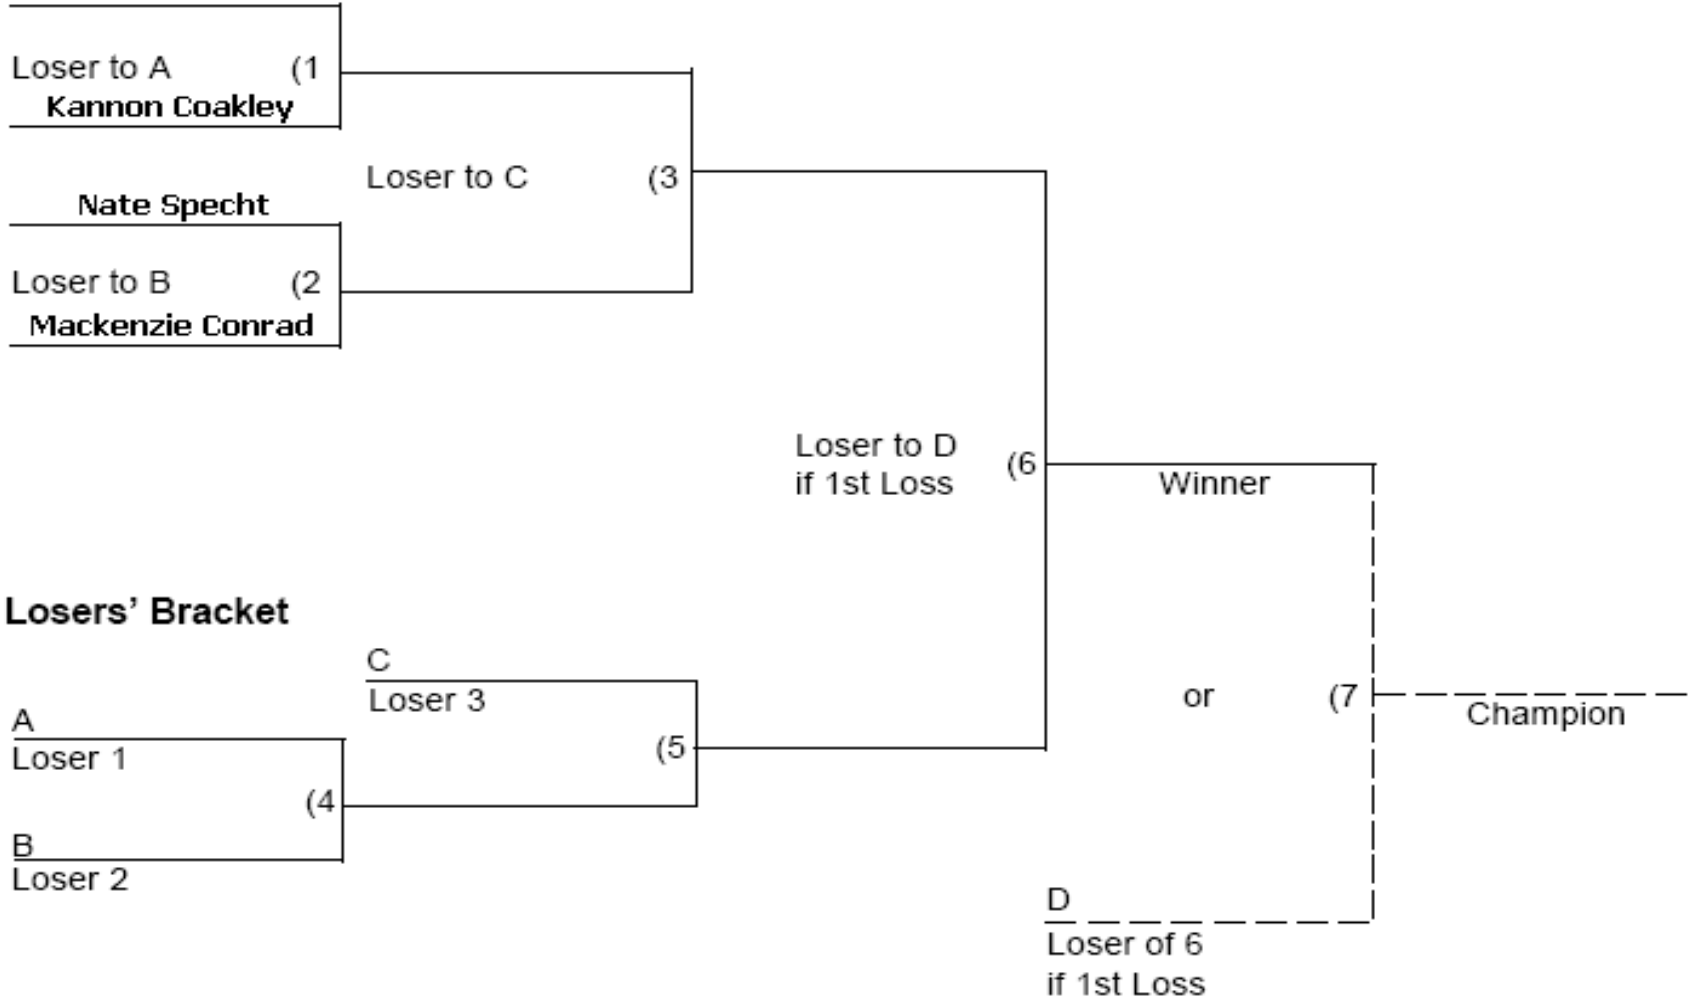 Loser to A (1
Kannon Coakley
Loser to C (3
Nate Specht
Loser to B (2
Mackenzie Conrad
Loser to D
if 1st Loss
(6
Winner
Losers’ Bracket
C
Loser 3
A
Loser 1
(5
or (7
Champion
(4
B
Loser 2
D
Loser of 6
if 1st Loss